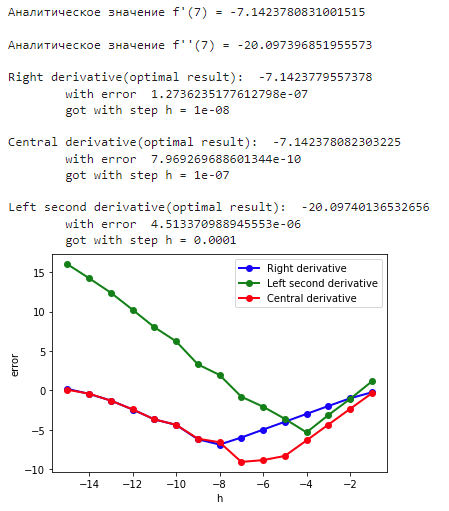 Аналитическое значение f'(7) = -7.1423780831001515
Аналитическое значение f''(7) = -20.097396851955573
Right derivative(optimal result):  -7.1423779557378
with error  1.2736235177612798e-07
got with step h = 1e-08
Central derivative(optimal result):  -7.142378082303225
with error  7.969269688601344e-10
got with step h = 1e-07
Left second derivative(optimal result):  -20.09740136532656
with error  4.513370988945553e-06
got with step h = 0.0001
Right derivative
Left second derivative
Central derivative
15
10
5
0
−5
−10
error
−14 −12 −10 −8 −6 −4 −2
h